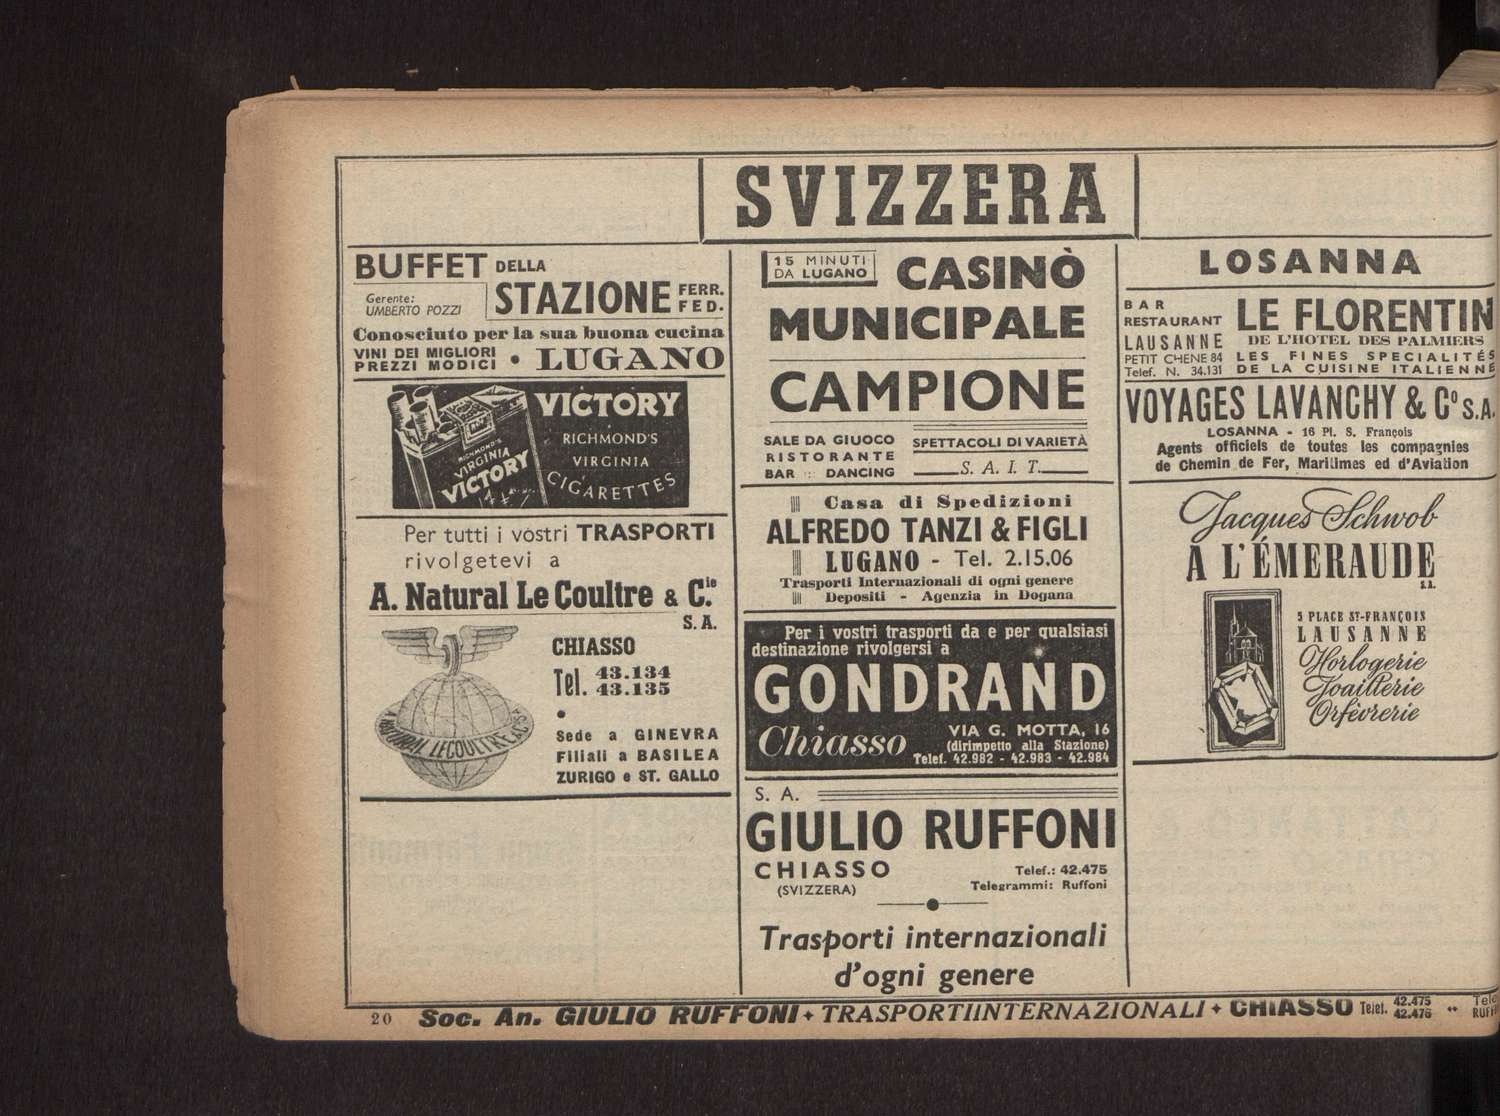 SVIZZERA
BUFFET DELLA
STAZIONE FERR. FED.
Gerente:
UMBERTO POZZI
Conosciuto per la sua buona cucina
VINI DEI MIGLIORI
PREZZI MODICI • LUGANO
VICTORY
RICHMOND'S
VIRGINIA
CIGARETTES
RICHMOND'S
VIRGINIA
VICTORY
Per tutti i vostri TRASPORTI
rivolgetevi a
A. Natural Le Coultre & Cie.
S. A.
CHIASSO
Tel. 43.134
43.135
Sede a GINEVRA
Filiali a BASILEA
ZURIGO e ST. GALLO
A. NATURAL LECOULTRE & C SA
15 MINUTI
DA LUGANO
CASINÒ
MUNICIPALE
CAMPIONE
SALE DA GIUOCO
RISTORANTE
BAR :: DANCING
SPETTACOLI DI VARIETÀ
S. A. I. T.
Casa di Spedizioni
ALFREDO TANZI & FIGLI
LUGANO - Tel. 2.15.06
Trasporti Internazionali di ogni genere
Depositi - Agenzia in Dogana
Per i vostri trasporti da e per qualsiasi
destinazione rivolgersi a
GONDRAND
Chiasso
VIA G. MOTTA, 16
(dirimpetto alla Stazione)
Telef. 42.982 - 42.983 - 42.984
S. A.
GIULIO RUFFONI
CHIASSO
(SVIZZERA)
Telef.: 42.475
Telegrammi: Ruffoni
Trasporti internazionali
d'ogni genere
LOSANNA
BAR
RESTAURANT
LAUSANNE
PETIT CHENE 84
Telef. N. 34.131
LE FLORENTIN
DE L'HOTEL DES PALMIERS
LES FINES SPECIALITÉS
DE LA CUISINE ITALIENNE
VOYAGES LAVANCHY & Co S.A.
LOSANNA - 16 Pl. S. François
Agents officiels de toutes les compagnies
de Chemin de Fer, Maritimes ed d'Aviation
Jacques Schwob
A L'ÉMERAUDE
S.A.
5 PLACE ST-FRANÇOIS
LAUSANNE
Horlogerie
Joaillerie
Orfèvrerie
20 Soc. An. GIULIO RUFFONI + TRASPORTI INTERNAZIONALI + CHIASSO Telef. 42.475
42.476